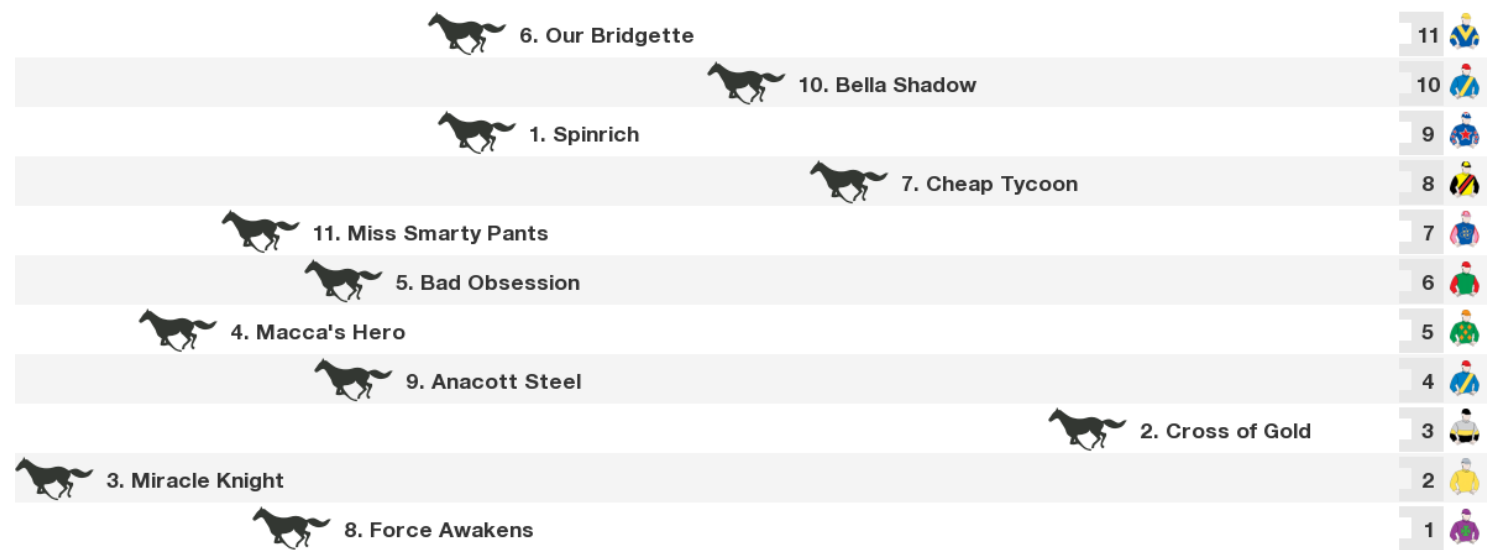 6. Our Bridgette 11
10. Bella Shadow 10
1. Spinrich 9
7. Cheap Tycoon 8
11. Miss Smarty Pants 7
5. Bad Obsession 6
4. Macca's Hero 5
9. Anacott Steel 4
2. Cross of Gold 3
3. Miracle Knight 2
8. Force Awakens 1